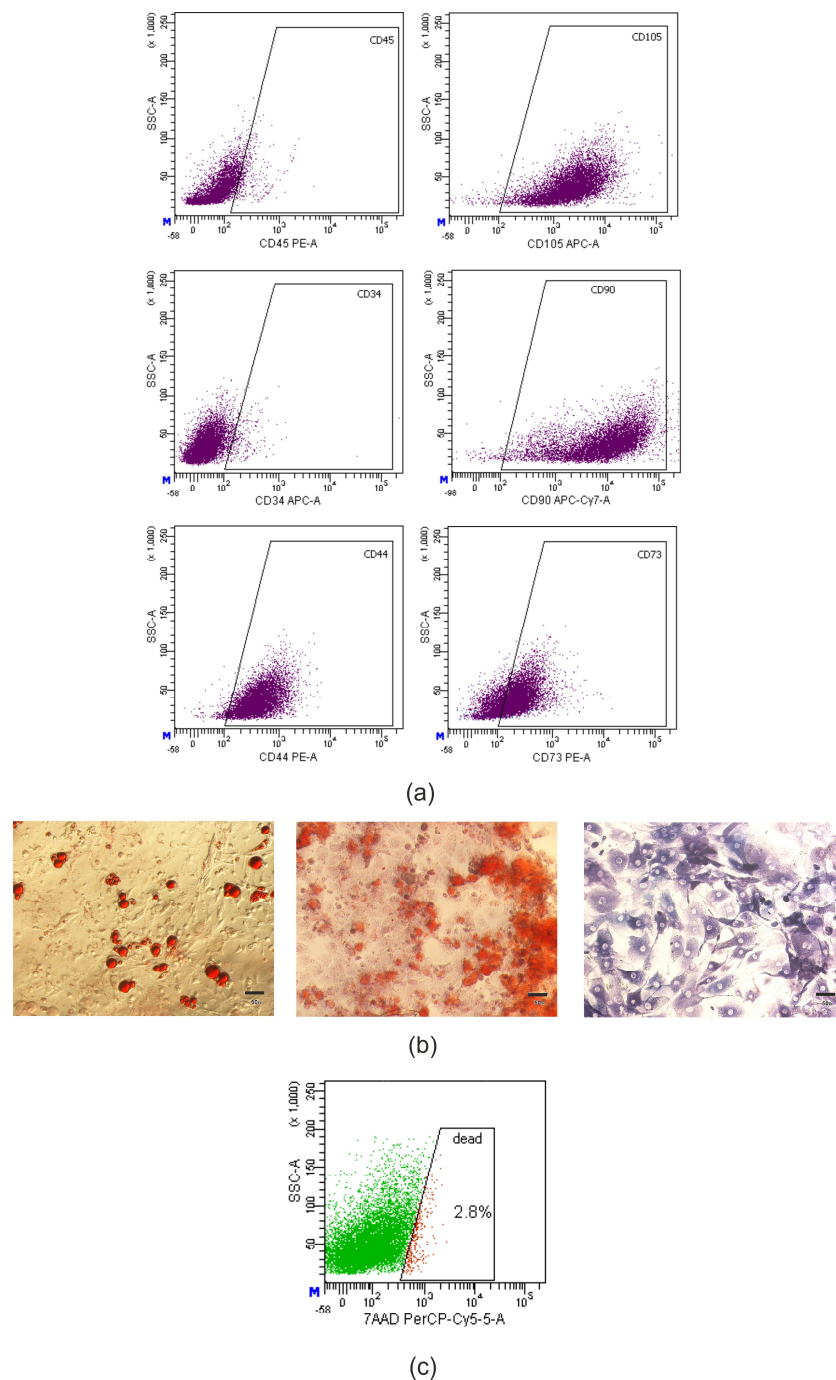 CD45
(x 1,000)
SSC-A
50 100 150 200 250
M
-58 0 10² 10³ 10⁴ 10⁵
CD45 PE-A
CD105
(x 1,000)
SSC-A
50 100 150 200 250
M
-58 0 10² 10³ 10⁴ 10⁵
CD105 APC-A
CD34
(x 1,000)
SSC-A
50 100 150 200 250
M
-58 0 10² 10³ 10⁴ 10⁵
CD34 APC-A
CD90
(x 1,000)
SSC-A
50 100 150 200 250
M
-98 0 10² 10³ 10⁴ 10⁵
CD90 APC-Cy7-A
CD44
(x 1,000)
SSC-A
50 100 150 200 250
M
-58 0 10² 10³ 10⁴ 10⁵
CD44 PE-A
CD73
(x 1,000)
SSC-A
50 100 150 200 250
M
-58 0 10² 10³ 10⁴ 10⁵
CD73 PE-A
(a)
(b)
(x 1,000)
SSC-A
50 100 150 200 250
dead
2.8%
M
-58 0 10² 10³ 10⁴ 10⁵
7AAD PerCP-Cy5-5-A
(c)